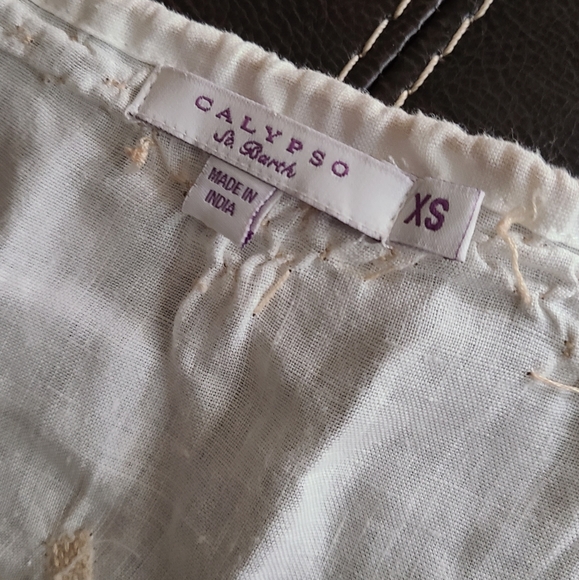 CALYPSO
St. Barth
MADE IN
INDIA
XS